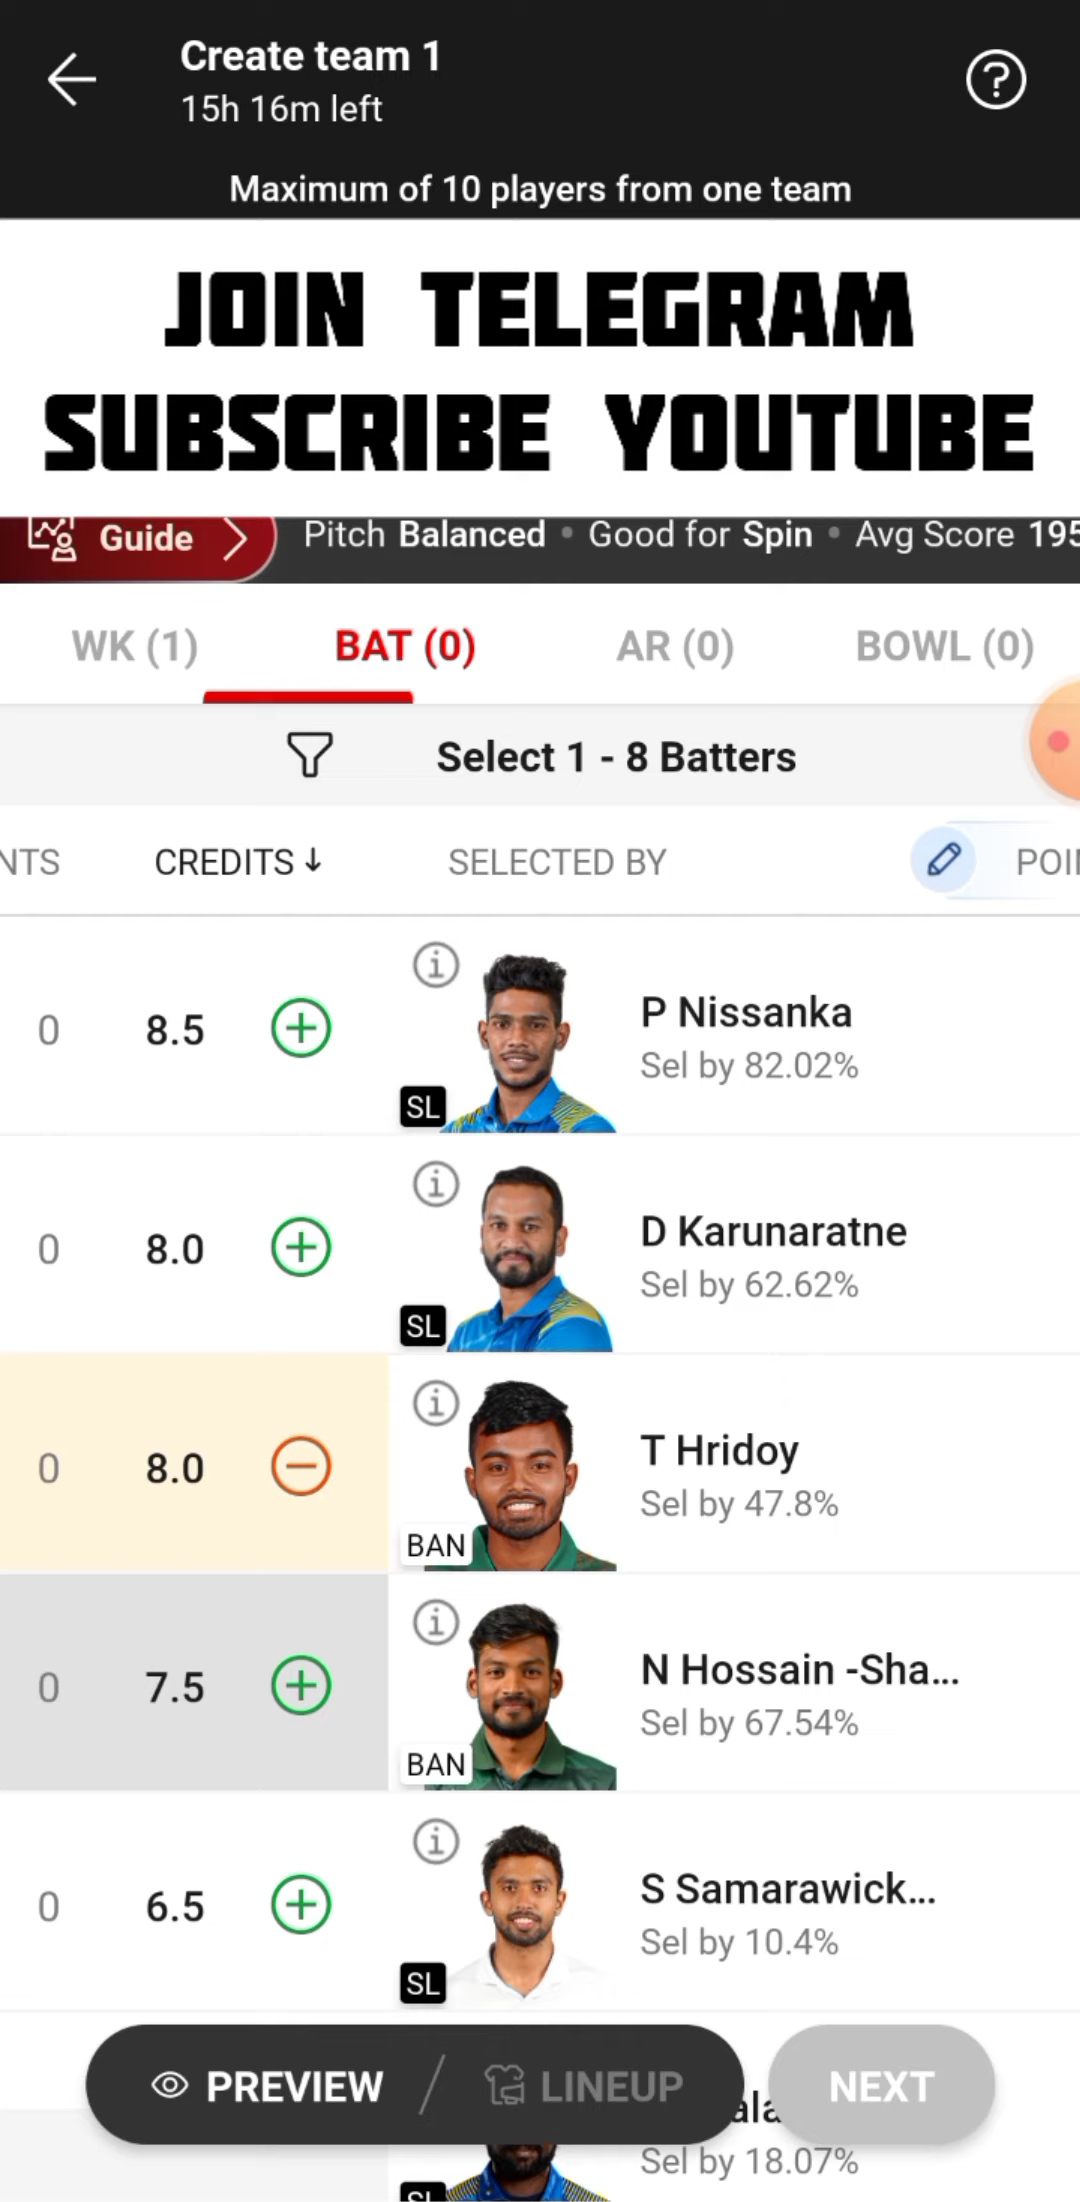 Create team 1
15h 16m left
Maximum of 10 players from one team
JOIN TELEGRAM
SUBSCRIBE YOUTUBE
Guide Pitch Balanced • Good for Spin • Avg Score 195
WK (1) BAT (0) AR (0) BOWL (0)
Select 1 - 8 Batters
NTS CREDITS ↓ SELECTED BY POI
P Nissanka
0 8.5 Sel by 82.02%
SL
D Karunaratne
0 8.0 Sel by 62.62%
SL
T Hridoy
0 8.0 Sel by 47.8%
BAN
N Hossain -Sha...
0 7.5 Sel by 67.54%
BAN
S Samarawick...
0 6.5 Sel by 10.4%
SL
PREVIEW / LINEUP NEXT
Sel by 18.07%
SL